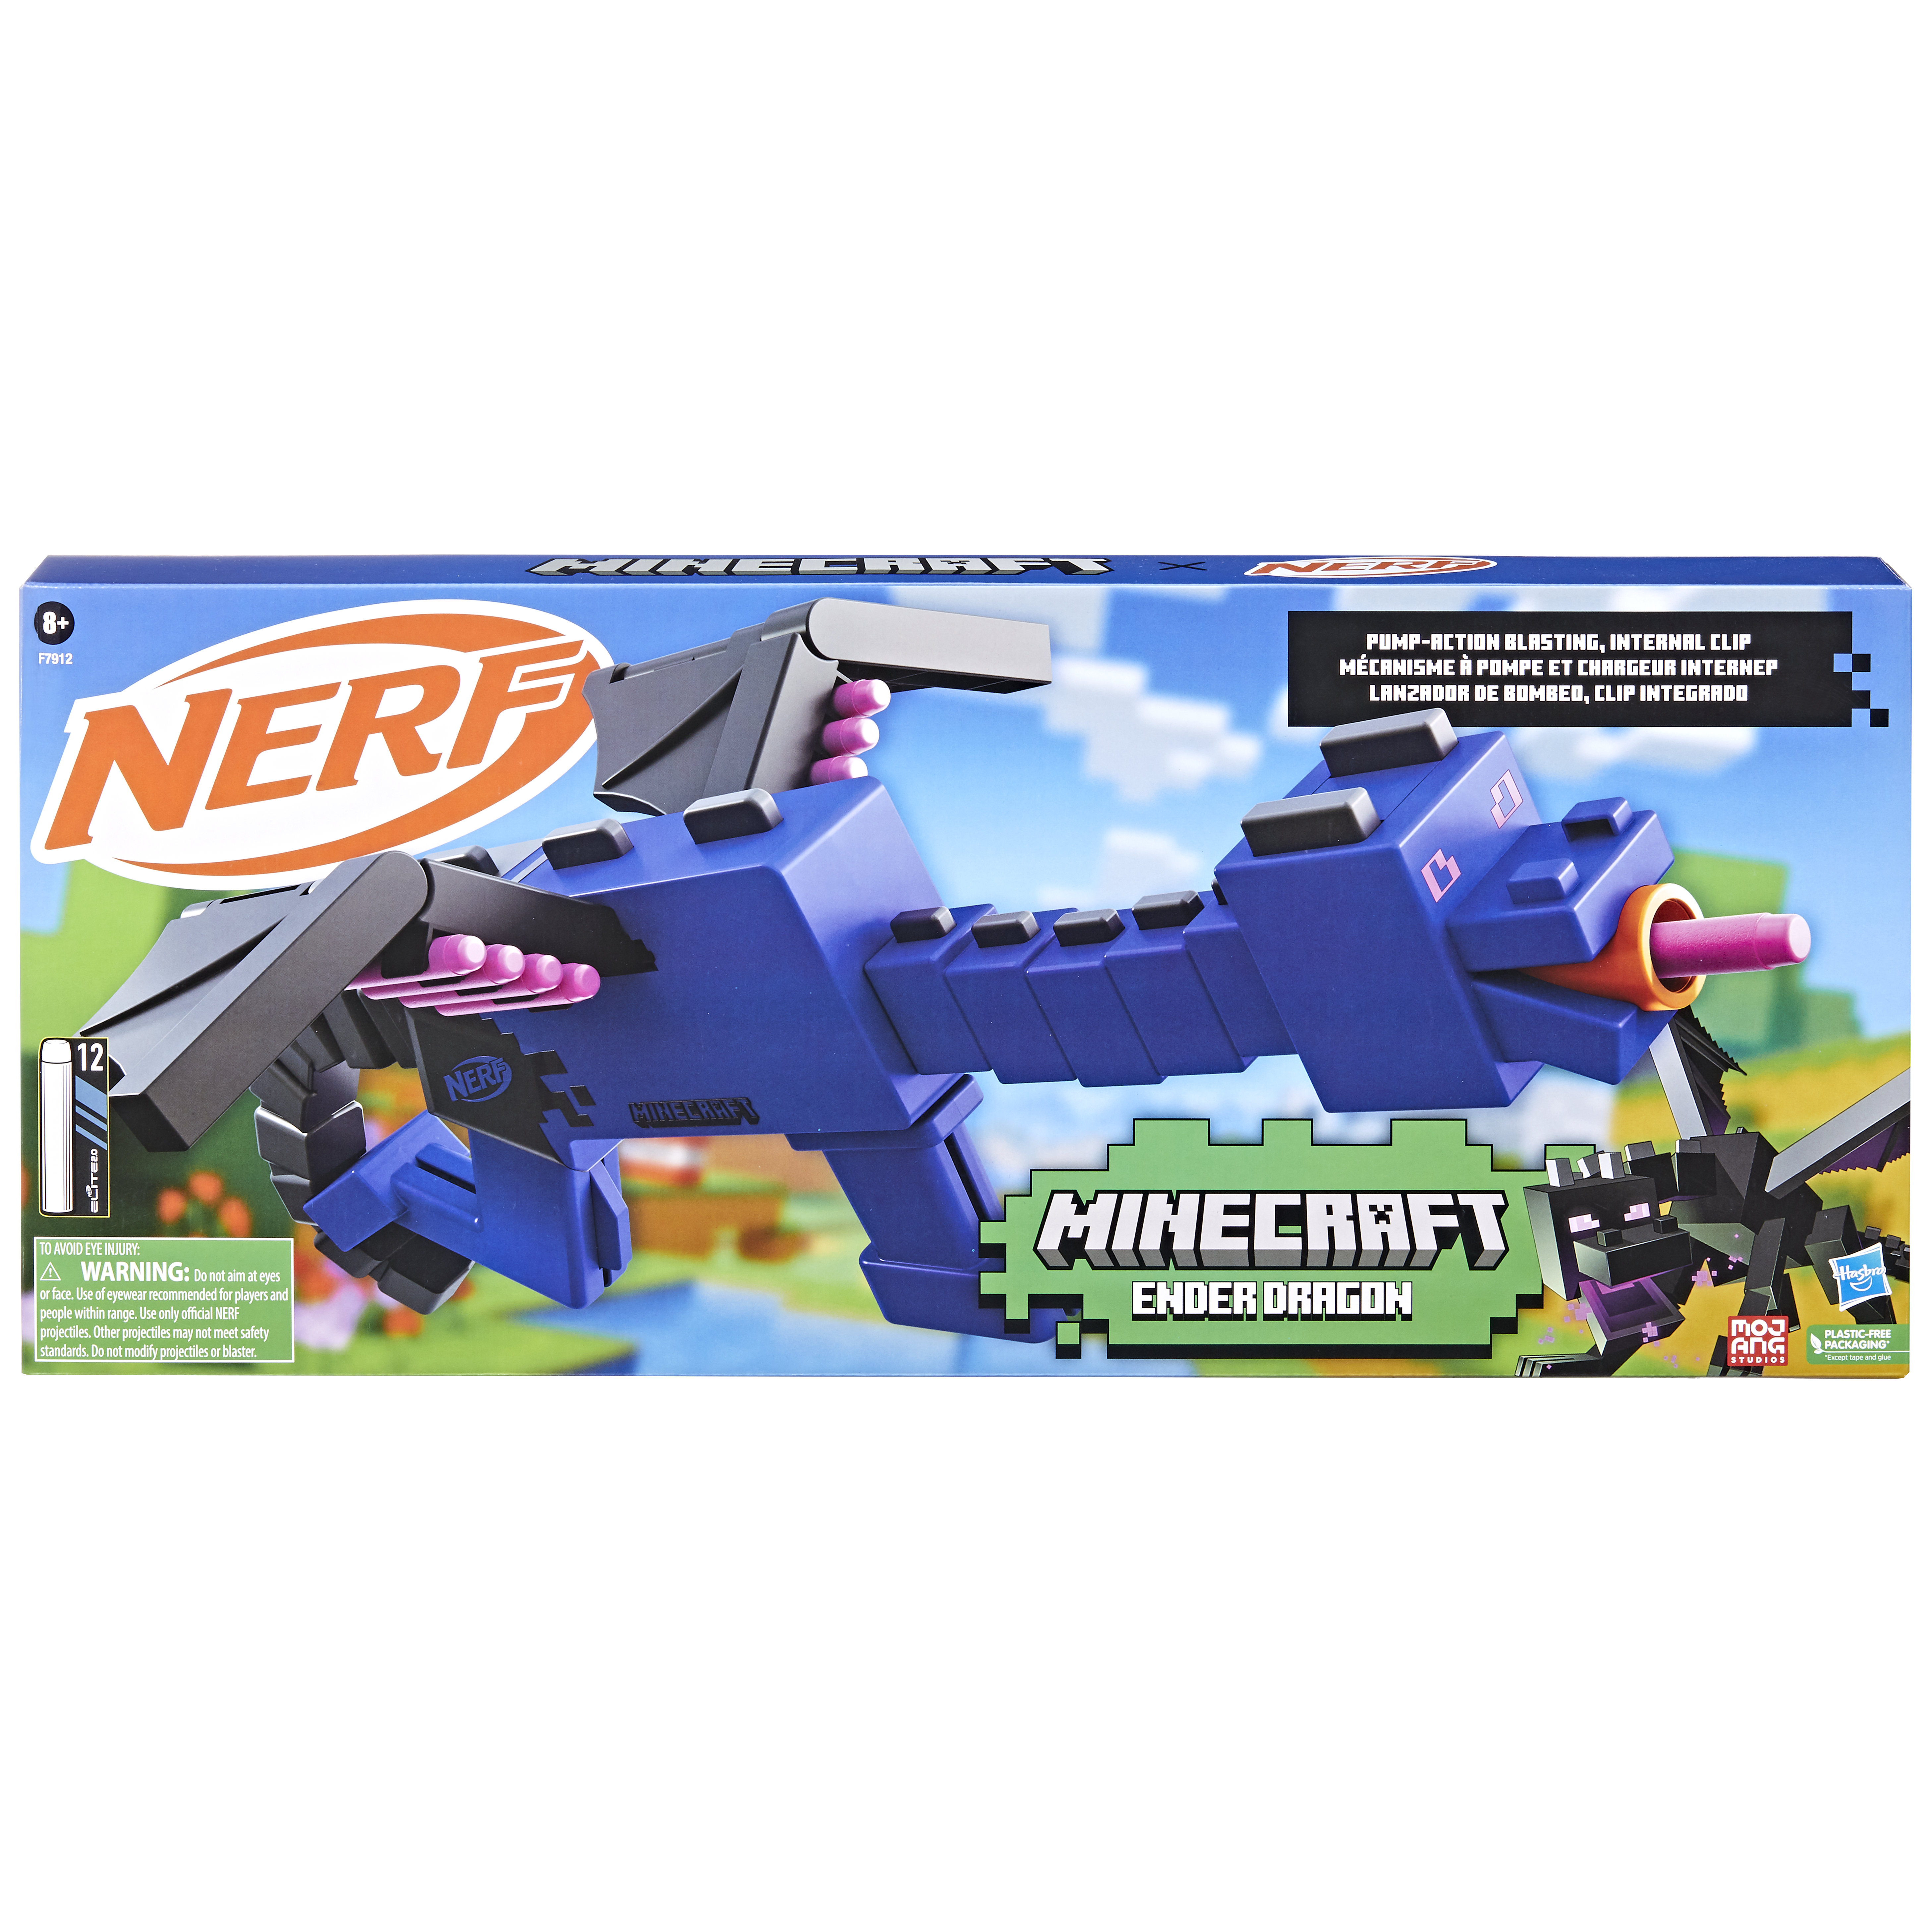 MINECRAFT × NERF
8+
F7912
NERF
PUMP-ACTION BLASTING, INTERNAL CLIP
MÉCANISME À POMPE ET CHARGEUR INTERNEP
LANZADOR DE BOMBEO, CLIP INTEGRADO
NERF
MINECRAFT
12
ELITE 2.0
MINECRAFT
ENDER DRAGON
TO AVOID EYE INJURY:
WARNING: Do not aim at eyes
or face. Use of eyewear recommended for players and
people within range. Use only official NERF
projectiles. Other projectiles may not meet safety
standards. Do not modify projectiles or blaster.
Hasbro
MOJ
ANG
STUDIOS
PLASTIC-FREE
PACKAGING*
*Except tape and glue